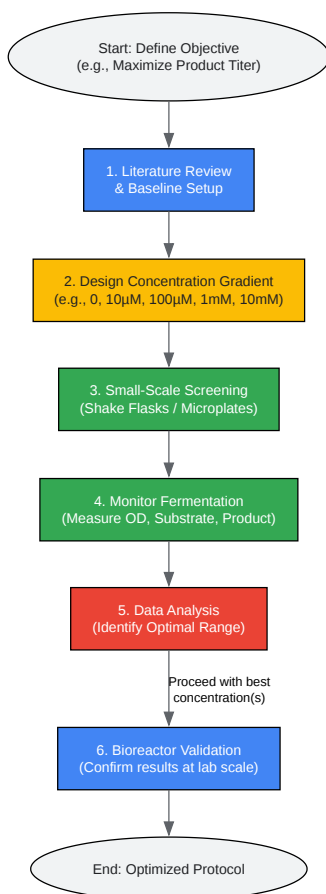 Start: Define Objective
(e.g., Maximize Product Titer)
1. Literature Review
& Baseline Setup
2. Design Concentration Gradient
(e.g., 0, 10µM, 100µM, 1mM, 10mM)
3. Small-Scale Screening
(Shake Flasks / Microplates)
4. Monitor Fermentation
(Measure OD, Substrate, Product)
5. Data Analysis
(Identify Optimal Range)
Proceed with best
concentration(s)
6. Bioreactor Validation
(Confirm results at lab scale)
End: Optimized Protocol